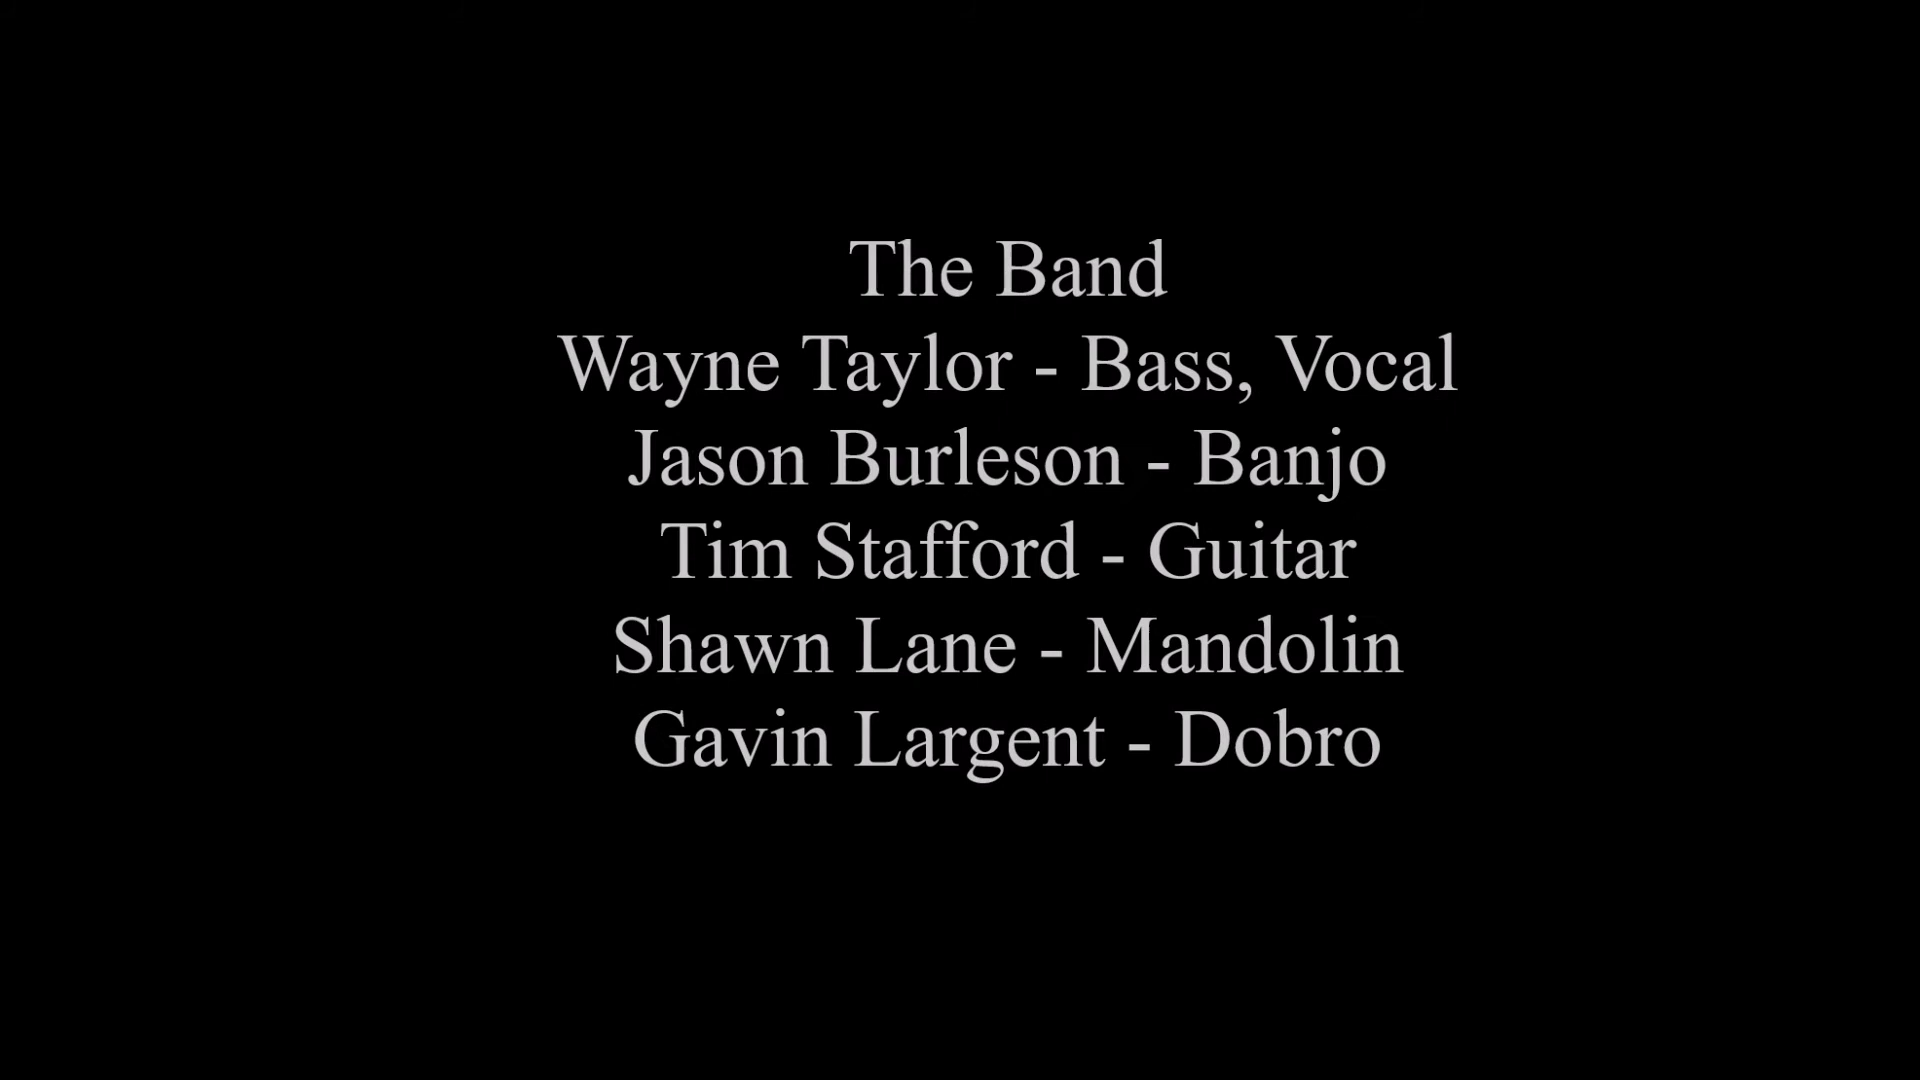 The Band
Wayne Taylor - Bass, Vocal
Jason Burleson - Banjo
Tim Stafford - Guitar
Shawn Lane - Mandolin
Gavin Largent - Dobro